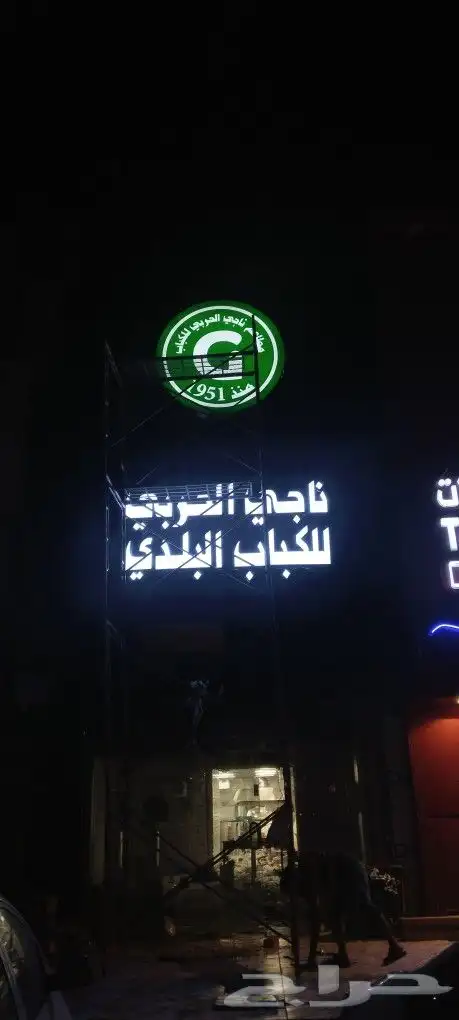 مطاعم ناجي الحربي للكباب
منذ 1951
ناجي الحربي
للكباب البلدي
حراج